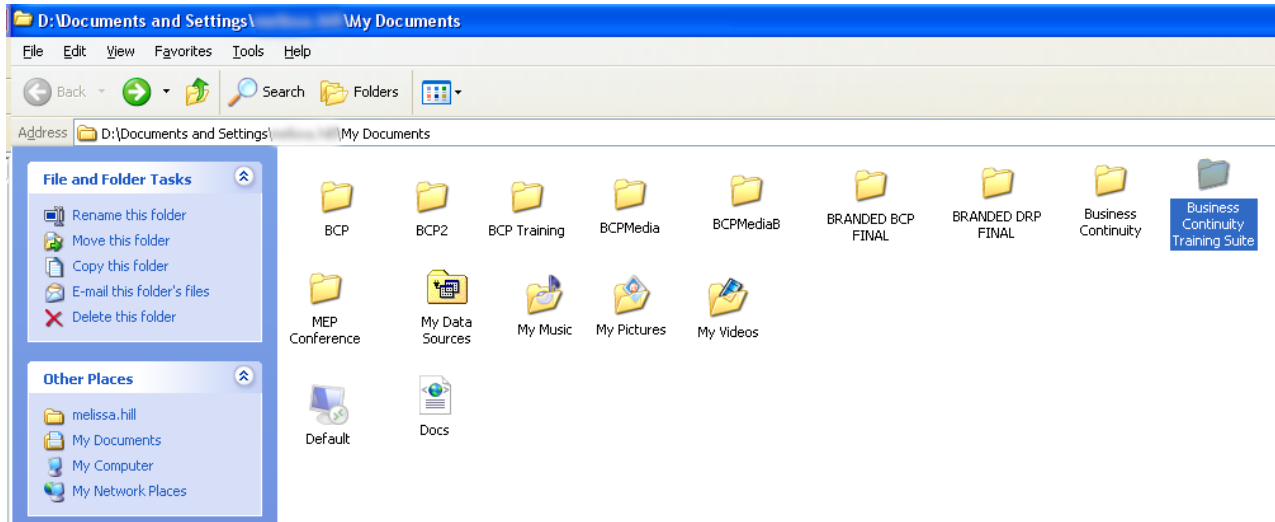 D:\Documents and Settings\ \My Documents
File Edit View Favorites Tools Help
Back Search Folders
Address D:\Documents and Settings\ \My Documents
File and Folder Tasks
Rename this folder
Move this folder
Copy this folder
E-mail this folder's files
Delete this folder
Other Places
melissa.hill
My Documents
My Computer
My Network Places
BCP
BCP2
BCP Training
BCPMedia
BCPMediaB
BRANDED BCP
FINAL
BRANDED DRP
FINAL
Business
Continuity
Business
Continuity
Training Suite
MEP
Conference
My Data
Sources
My Music
My Pictures
My Videos
Default
Docs